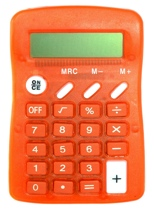 MRC M− M+
ON
CE
OFF √ % ÷
7 8 9 ×
4 5 6 −
1 2 3 +
0 • =